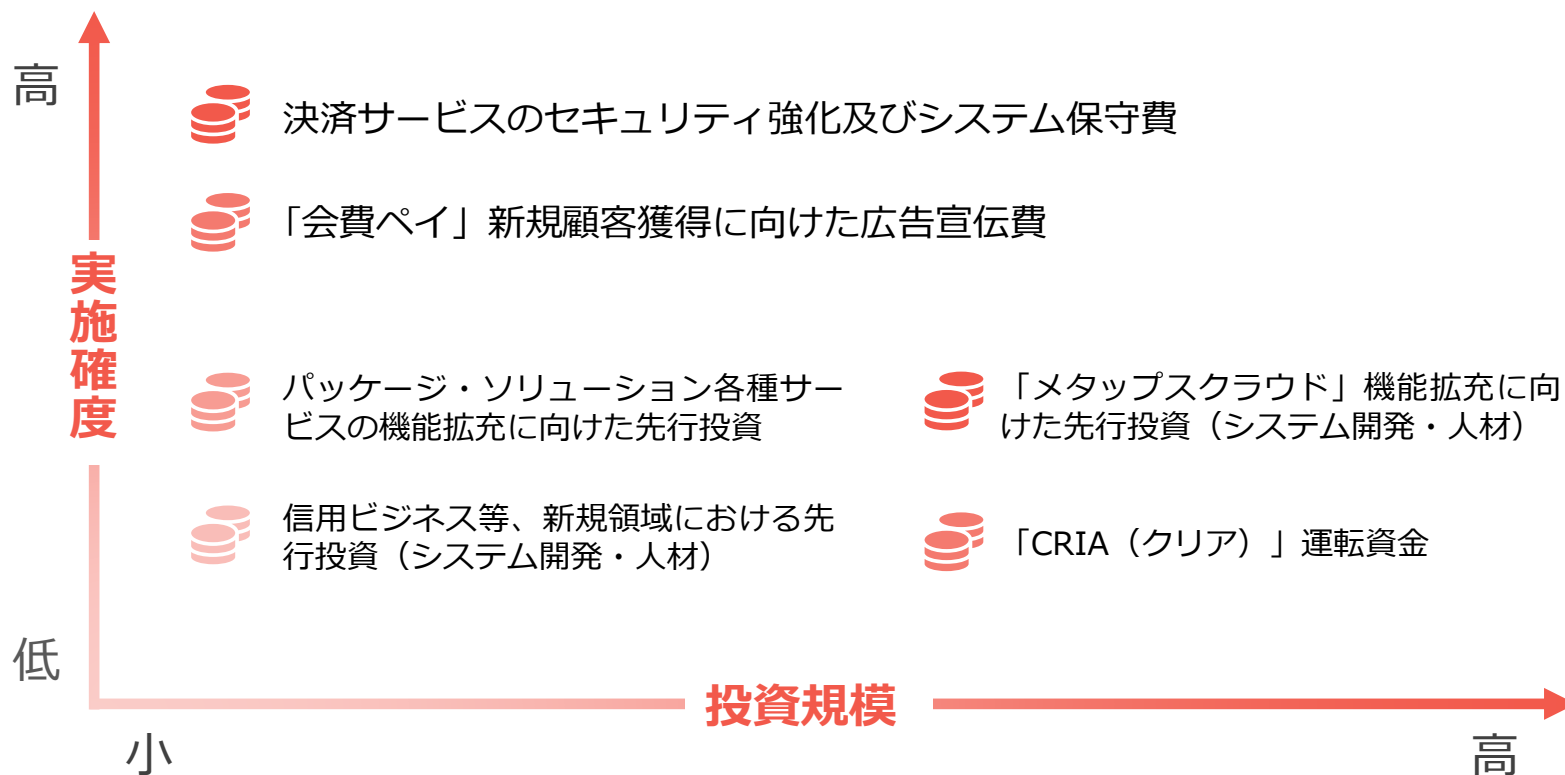 高
決済サービスのセキュリティ強化及びシステム保守費
「会費ペイ」新規顧客獲得に向けた広告宣伝費
実施確度
パッケージ・ソリューション各種サー
ビスの機能拡充に向けた先行投資
「メタップスクラウド」機能拡充に向
けた先行投資（システム開発・人材）
信用ビジネス等、新規領域における先
行投資（システム開発・人材）
「CRIA（クリア）」運転資金
低
投資規模
小
高